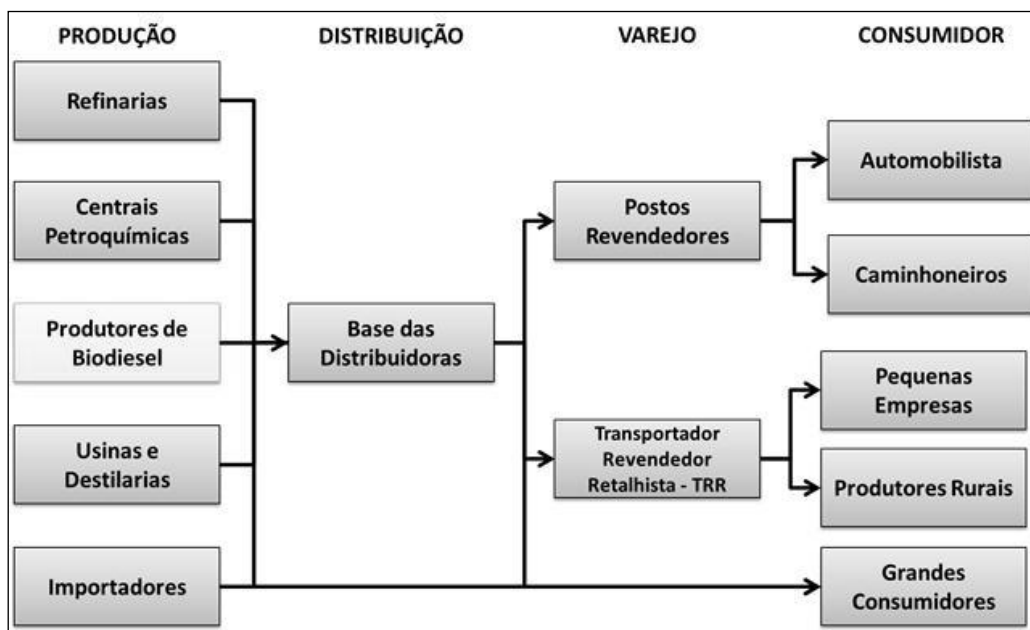 PRODUÇÃO
DISTRIBUIÇÃO
VAREJO
CONSUMIDOR
Refinarias
Centrais
Petroquímicas
Produtores de
Biodiesel
Usinas e
Destilarias
Importadores
Base das
Distribuidoras
Postos
Revendedores
Transportador
Revendedor
Retalhista - TRR
Automobilista
Caminhoneiros
Pequenas
Empresas
Produtores Rurais
Grandes
Consumidores